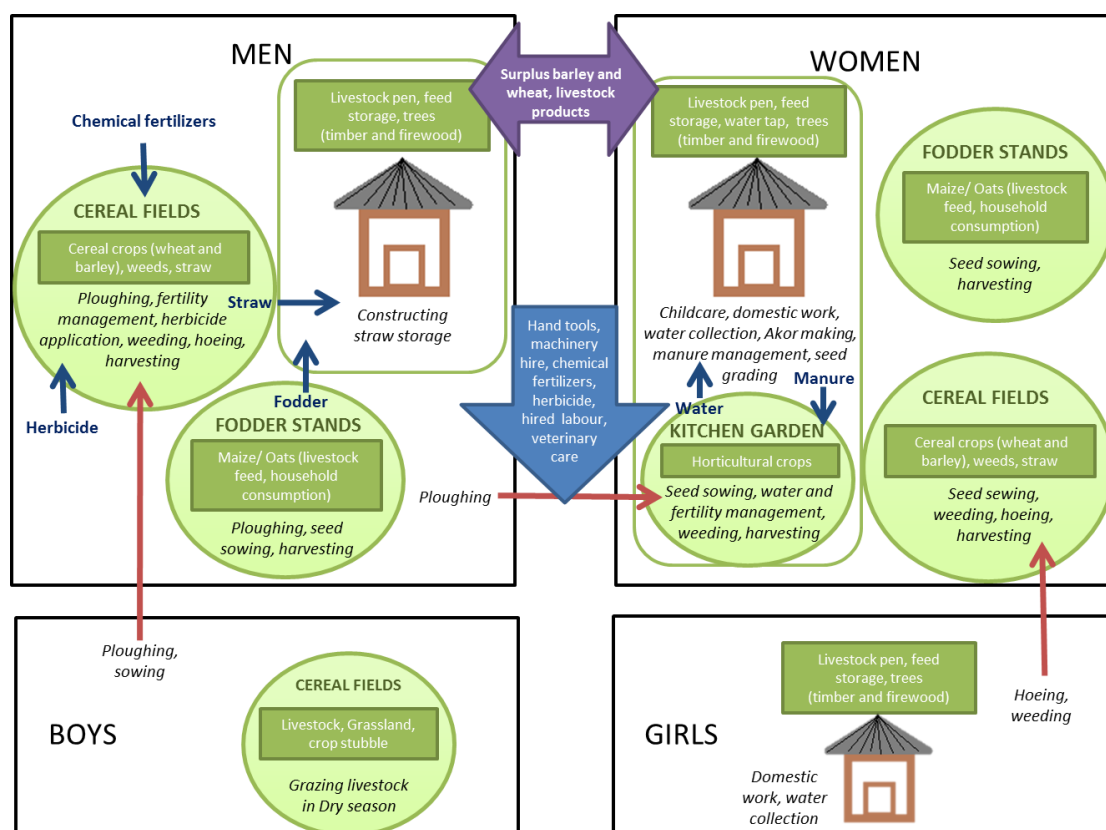 MEN
Chemical fertilizers
CEREAL FIELDS
Cereal crops (wheat and
barley), weeds, straw
Ploughing, fertility
management, herbicide
application, weeding, hoeing,
harvesting
Herbicide
Straw
Livestock pen, feed
storage, trees
(timber and firewood)
Constructing
straw storage
Fodder
FODDER STANDS
Maize/ Oats (livestock
feed, household
consumption)
Ploughing, seed
sowing, harvesting
Surplus barley and
wheat, livestock
products
Hand tools,
machinery
hire, chemical
fertilizers,
herbicide,
hired labour,
veterinary
care
Ploughing
WOMEN
Livestock pen, feed
storage, water tap, trees
(timber and firewood)
Childcare, domestic work,
water collection, Akor making,
manure management, seed
grading
Water
Manure
KITCHEN GARDEN
Horticultural crops
Seed sowing, water and
fertility management,
weeding, harvesting
FODDER STANDS
Maize/ Oats (livestock
feed, household
consumption)
Seed sowing,
harvesting
CEREAL FIELDS
Cereal crops (wheat and
barley), weeds, straw
Seed sewing,
weeding, hoeing,
harvesting
Ploughing,
sowing
BOYS
CEREAL FIELDS
Livestock, Grassland,
crop stubble
Grazing livestock
in Dry season
GIRLS
Livestock pen, feed
storage, trees
(timber and firewood)
Domestic
work, water
collection
Hoeing,
weeding